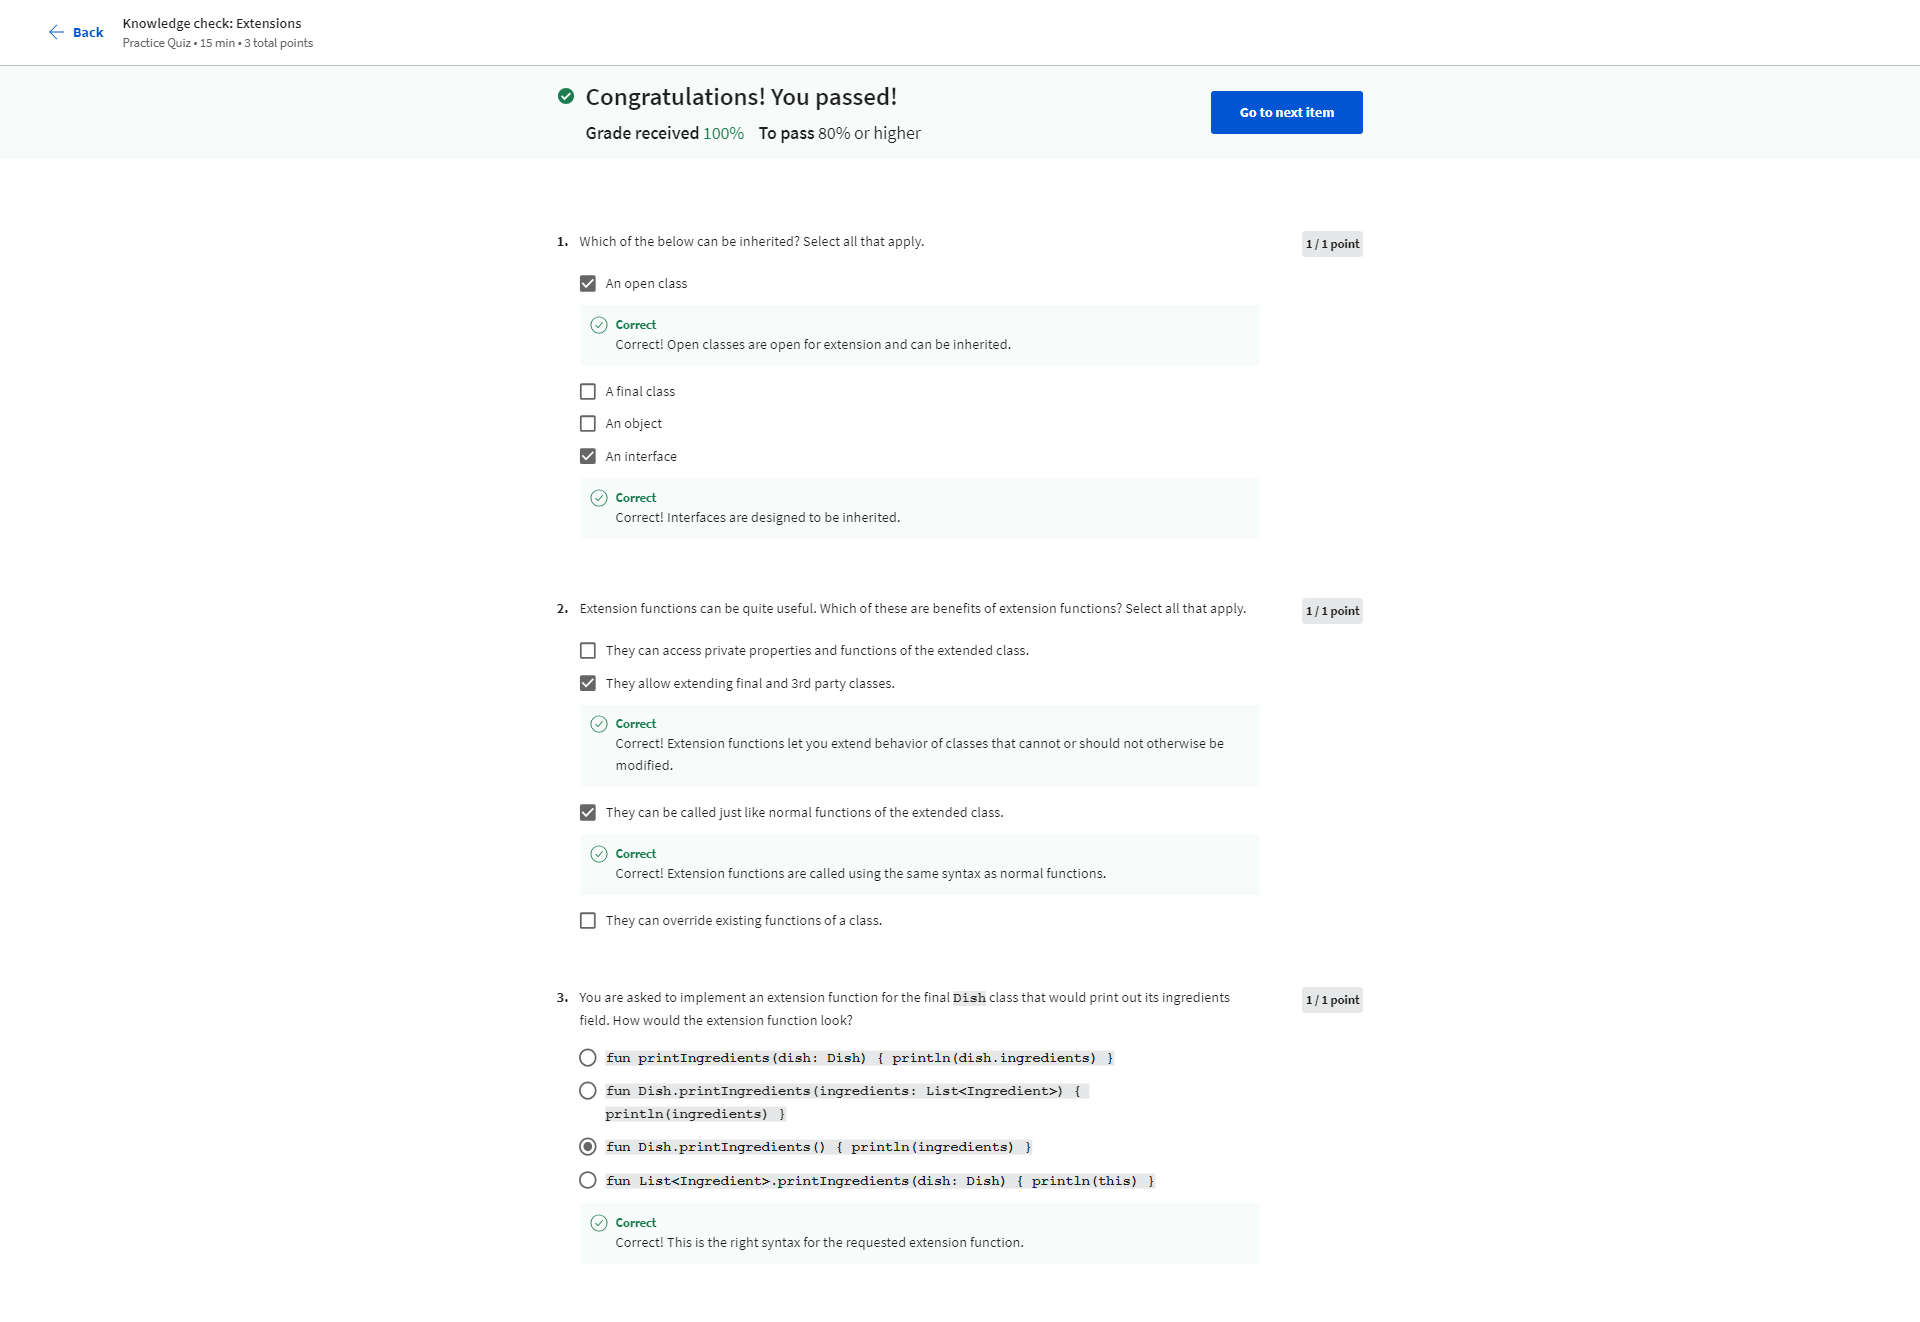 Back
Knowledge check: Extensions
Practice Quiz • 15 min • 3 total points
Congratulations! You passed!
Grade received 100% To pass 80% or higher
Go to next item
1. Which of the below can be inherited? Select all that apply.
1 / 1 point
An open class
Correct
Correct! Open classes are open for extension and can be inherited.
A final class
An object
An interface
Correct
Correct! Interfaces are designed to be inherited.
2. Extension functions can be quite useful. Which of these are benefits of extension functions? Select all that apply.
1 / 1 point
They can access private properties and functions of the extended class.
They allow extending final and 3rd party classes.
Correct
Correct! Extension functions let you extend behavior of classes that cannot or should not otherwise be
modified.
They can be called just like normal functions of the extended class.
Correct
Correct! Extension functions are called using the same syntax as normal functions.
They can override existing functions of a class.
3. You are asked to implement an extension function for the final Dish class that would print out its ingredients
field. How would the extension function look?
1 / 1 point
fun printIngredients(dish: Dish) { println(dish.ingredients) }
fun Dish.printIngredients(ingredients: List<Ingredient>) {
println(ingredients) }
fun Dish.printIngredients() { println(ingredients) }
fun List<Ingredient>.printIngredients(dish: Dish) { println(this) }
Correct
Correct! This is the right syntax for the requested extension function.